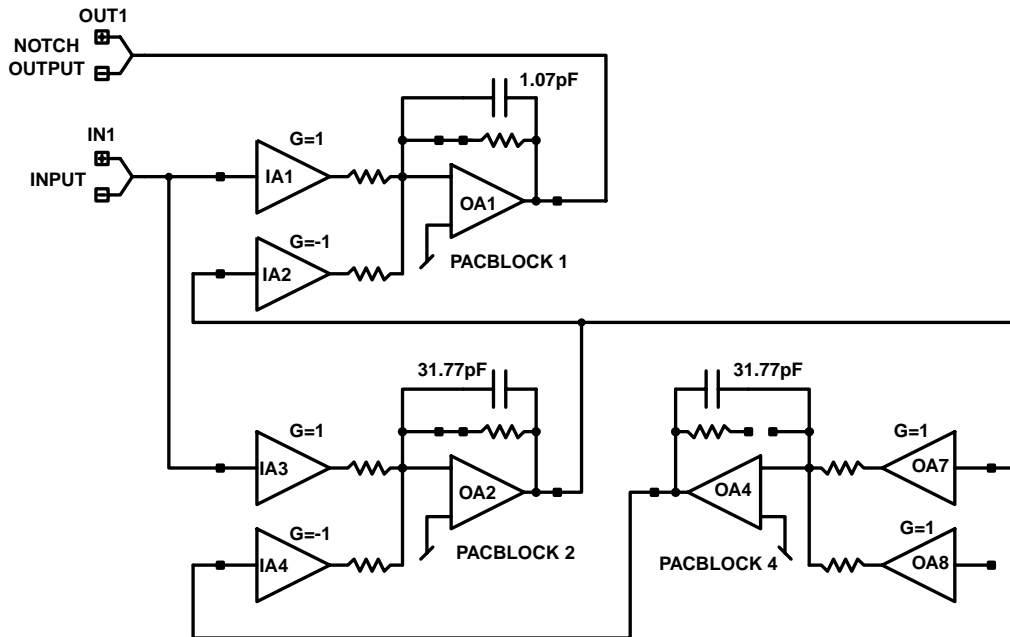 OUT1
NOTCH
OUTPUT
1.07pF
IN1
INPUT
G=1
IA1
OA1
G=-1
IA2
PACBLOCK 1
31.77pF
31.77pF
G=1
IA3
OA2
G=-1
IA4
PACBLOCK 2
G=1
OA7
OA4
G=1
OA8
PACBLOCK 4